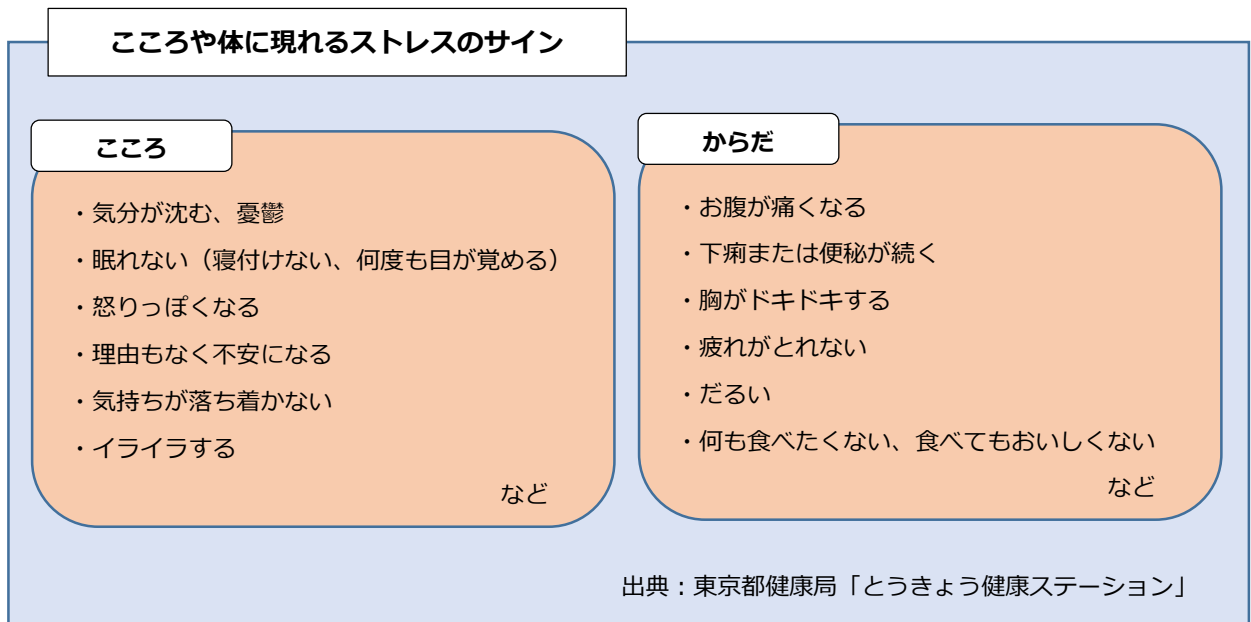 こころや体に現れるストレスのサイン
こころ
・気分が沈む、憂鬱
・眠れない（寝付けない、何度も目が覚める）
・怒りっぽくなる
・理由もなく不安になる
・気持ちが落ち着かない
・イライラする
など
からだ
・お腹が痛くなる
・下痢または便秘が続く
・胸がドキドキする
・疲れがとれない
・だるい
・何も食べたくない、食べてもおいしくない
など
出典：東京都健康局「とうきょう健康ステーション」